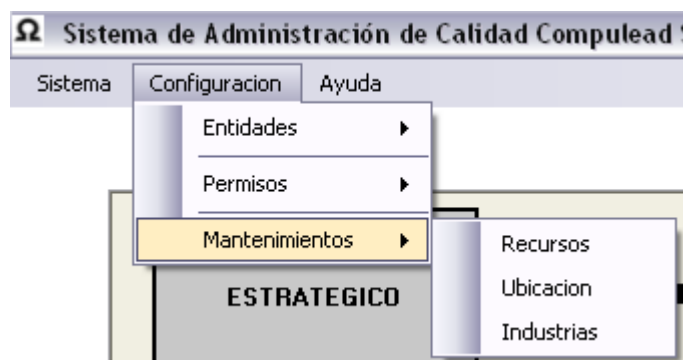 Ω Sistema de Administración de Calidad Compulead
Sistema Configuracion Ayuda
Entidades
Permisos
Mantenimientos
Recursos
Ubicacion
Industrias
ESTRATEGICO